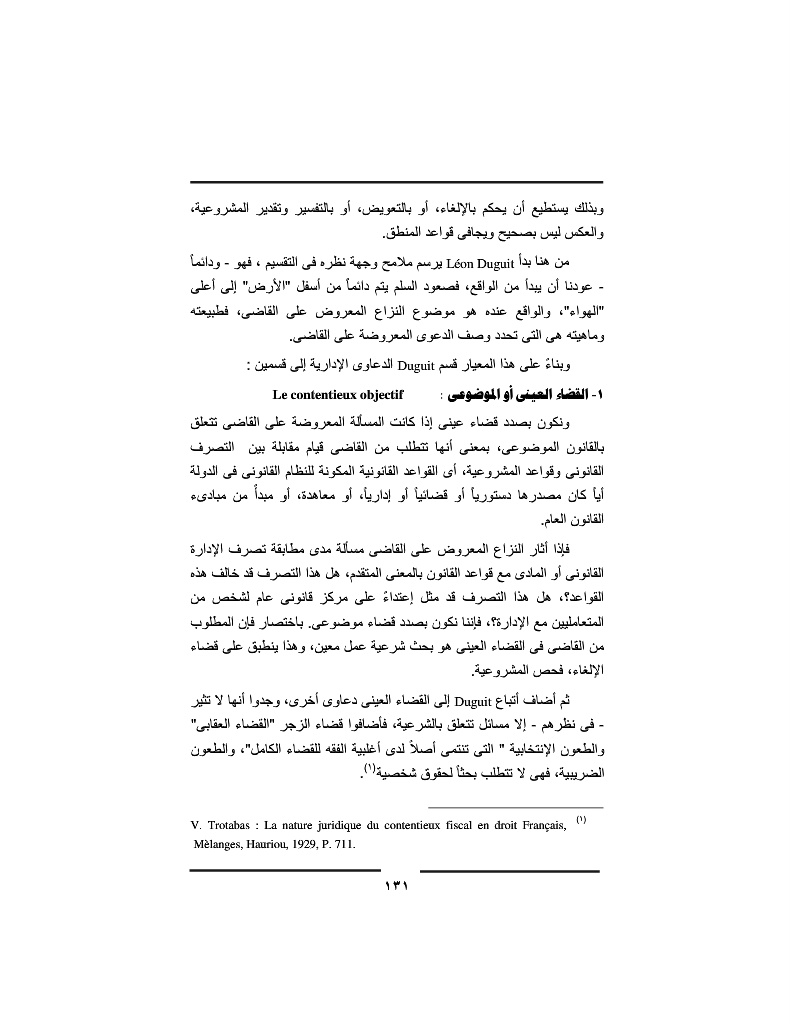 وبذلك يستطيع أن يحكم بالإلغاء، أو بالتعويض، أو بالتفسير وتقدير المشروعية،
والعكس ليس بصحيح ويجافى قواعد المنطق.
من هنا بدأ Léon Duguit يرسم ملامح وجهة نظره فى التقسيم ، فهو - ودائماً
- عودنا أن يبدأ من الواقع، فصعود السلم يتم دائماً من أسفل "الأرض" إلى أعلى
"الهواء"، والواقع عنده هو موضوع النزاع المعروض على القاضى، فطبيعته
وماهيته هى التى تحدد وصف الدعوى المعروضة على القاضى.
وبناءً على هذا المعيار قسم Duguit الدعاوى الإدارية إلى قسمين :
١- القضاء العينى أو الموضوعى : Le contentieux objectif
ونكون بصدد قضاء عينى إذا كانت المسألة المعروضة على القاضى تتعلق
بالقانون الموضوعى، بمعنى أنها تتطلب من القاضى قيام مقابلة بين التصرف
القانونى وقواعد المشروعية، أى القواعد القانونية المكونة للنظام القانونى فى الدولة
أياً كان مصدرها دستورياً أو قضائياً أو إدارياً، أو معاهدة، أو مبدأً من مبادىء
القانون العام.
فإذا أثار النزاع المعروض على القاضى مسألة مدى مطابقة تصرف الإدارة
القانونى أو المادى مع قواعد القانون بالمعنى المتقدم، هل هذا التصرف قد خالف هذه
القواعد؟، هل هذا التصرف قد مثل إعتداءً على مركز قانونى عام لشخص من
المتعامليين مع الإدارة؟، فإننا نكون بصدد قضاء موضوعى. باختصار فإن المطلوب
من القاضى فى القضاء العينى هو بحث شرعية عمل معين، وهذا ينطبق على قضاء
الإلغاء، فحص المشروعية.
ثم أضاف أتباع Duguit إلى القضاء العينى دعاوى أخرى، وجدوا أنها لا تثير
- فى نظرهم - إلا مسائل تتعلق بالشرعية، فأضافوا قضاء الزجر "القضاء العقابى"
والطعون الإنتخابية " التى تنتمى أصلاً لدى أغلبية الفقه للقضاء الكامل"، والطعون
الضريبية، فهى لا تتطلب بحثاً لحقوق شخصية(١).
(١) V. Trotabas : La nature juridique du contentieux fiscal en droit Français,
Mèlanges, Hauriou, 1929, P. 711.
١٣١